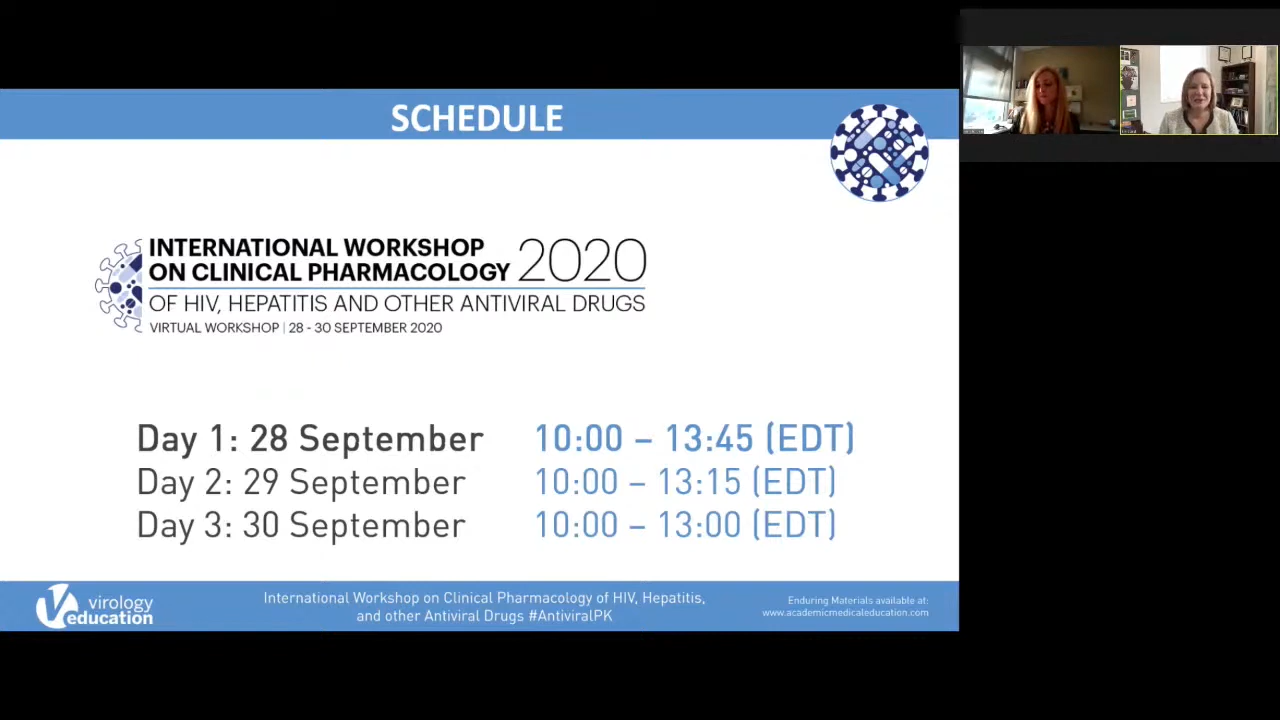 SCHEDULE
INTERNATIONAL WORKSHOP
ON CLINICAL PHARMACOLOGY 2020
OF HIV, HEPATITIS AND OTHER ANTIVIRAL DRUGS
VIRTUAL WORKSHOP | 28 - 30 SEPTEMBER 2020
Day 1: 28 September 10:00 – 13:45 (EDT)
Day 2: 29 September 10:00 – 13:15 (EDT)
Day 3: 30 September 10:00 – 13:00 (EDT)
virology
education
International Workshop on Clinical Pharmacology of HIV, Hepatitis,
and other Antiviral Drugs #AntiviralPK
Enduring Materials available at:
www.academicmedicaleducation.com